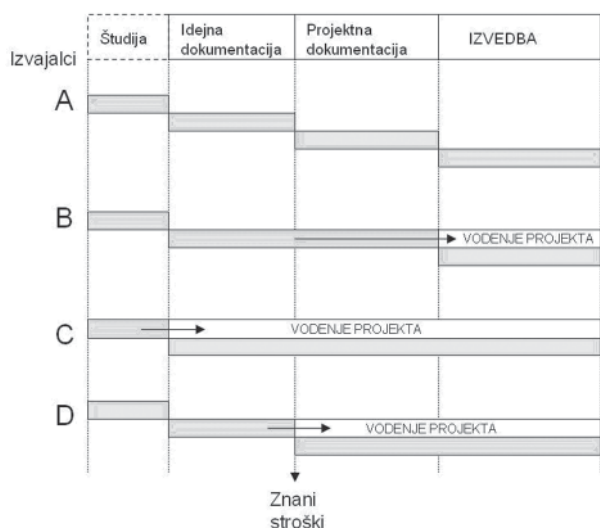 Študija
Idejna
dokumentacija
Projektna
dokumentacija
IZVEDBA
Izvajalci
A
B
VODENJE PROJEKTA
C
VODENJE PROJEKTA
D
VODENJE PROJEKTA
Znani
stroški